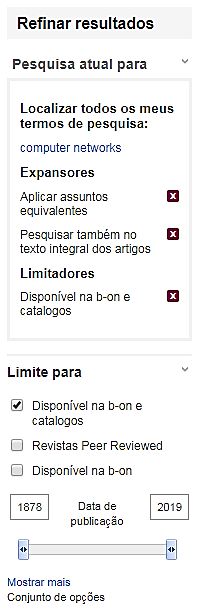 Refinar resultados
Pesquisa atual para
Localizar todos os meus
termos de pesquisa:
computer networks
Expansores
Aplicar assuntos
equivalentes
Pesquisar também no
texto integral dos artigos
Limitadores
Disponível na b-on e
catalogos
Limite para
Disponível na b-on e
catalogos
Revistas Peer Reviewed
Disponível na b-on
1878 Data de 2019
publicação
Mostrar mais
Conjunto de opções